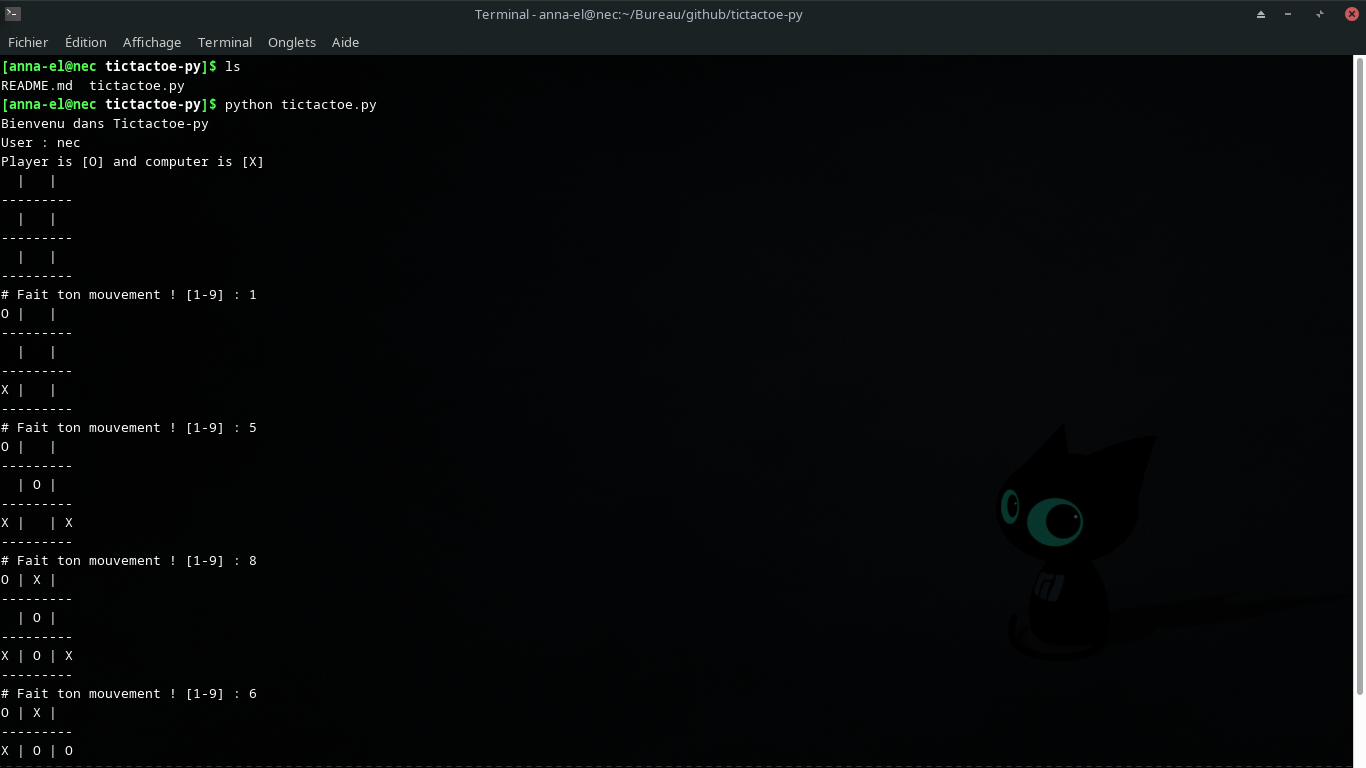 Terminal - anna-el@nec:~/Bureau/github/tictactoe-py
Fichier Édition Affichage Terminal Onglets Aide
[anna-el@nec tictactoe-py]$ ls
README.md  tictactoe.py
[anna-el@nec tictactoe-py]$ python tictactoe.py
Bienvenu dans Tictactoe-py
User : nec
Player is [O] and computer is [X]
  |   |
---------
  |   |
---------
  |   |
---------
# Fait ton mouvement ! [1-9] : 1
O |   |
---------
  |   |
---------
X |   |
---------
# Fait ton mouvement ! [1-9] : 5
O |   |
---------
  | O |
---------
X |   | X
---------
# Fait ton mouvement ! [1-9] : 8
O | X |
---------
  | O |
---------
X | O | X
---------
# Fait ton mouvement ! [1-9] : 6
O | X |
---------
X | O | O